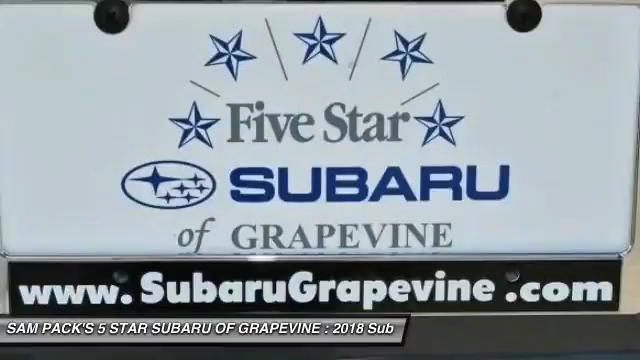 Five Star
SUBARU
of GRAPEVINE
www.SubaruGrapevine.com
SAM PACK'S 5 STAR SUBARU OF GRAPEVINE : 2018 Sub